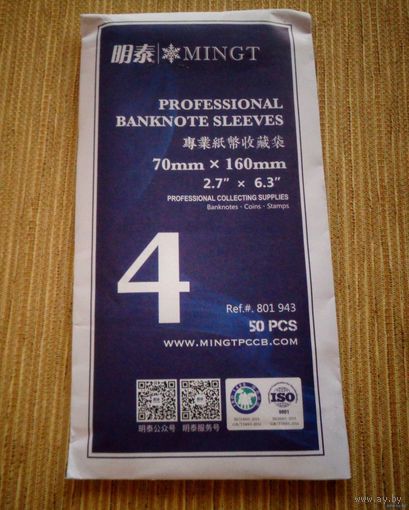 明泰 MINGT
PROFESSIONAL
BANKNOTE SLEEVES
專業紙幣收藏袋
70mm × 160mm
2.7" × 6.3"
PROFESSIONAL COLLECTING SUPPLIES
Banknotes · Coins · Stamps
4
Ref.#. 801 943
50 PCS
WWW.MINGTPCCB.COM
ISO
9001
明泰公众号 明泰服务号
www.ay.by